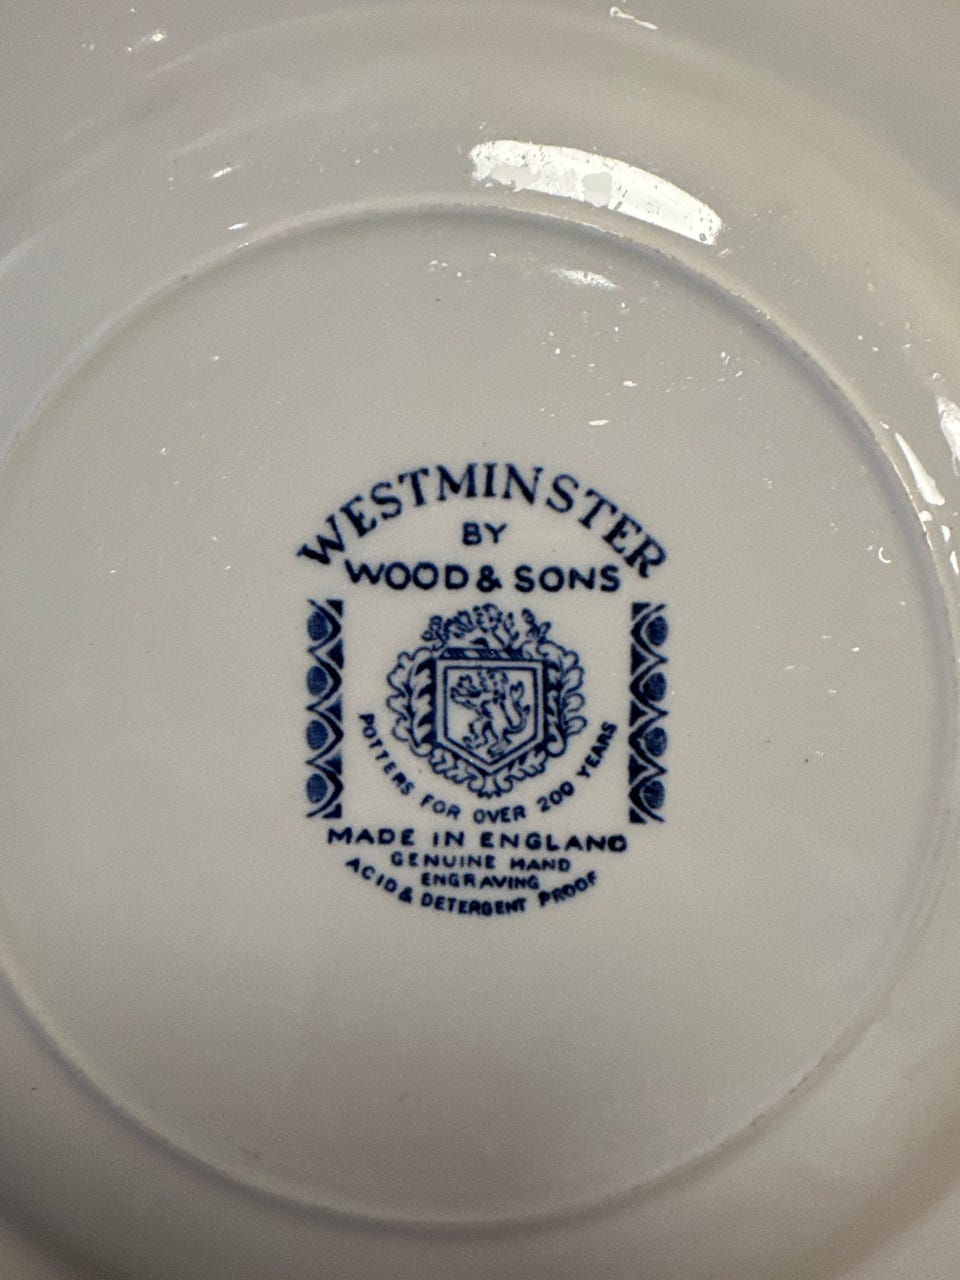 WESTMINSTER
BY
WOOD & SONS
POTTERS FOR OVER 200 YEARS
MADE IN ENGLAND
GENUINE HAND
ENGRAVING
ACID & DETERGENT PROOF